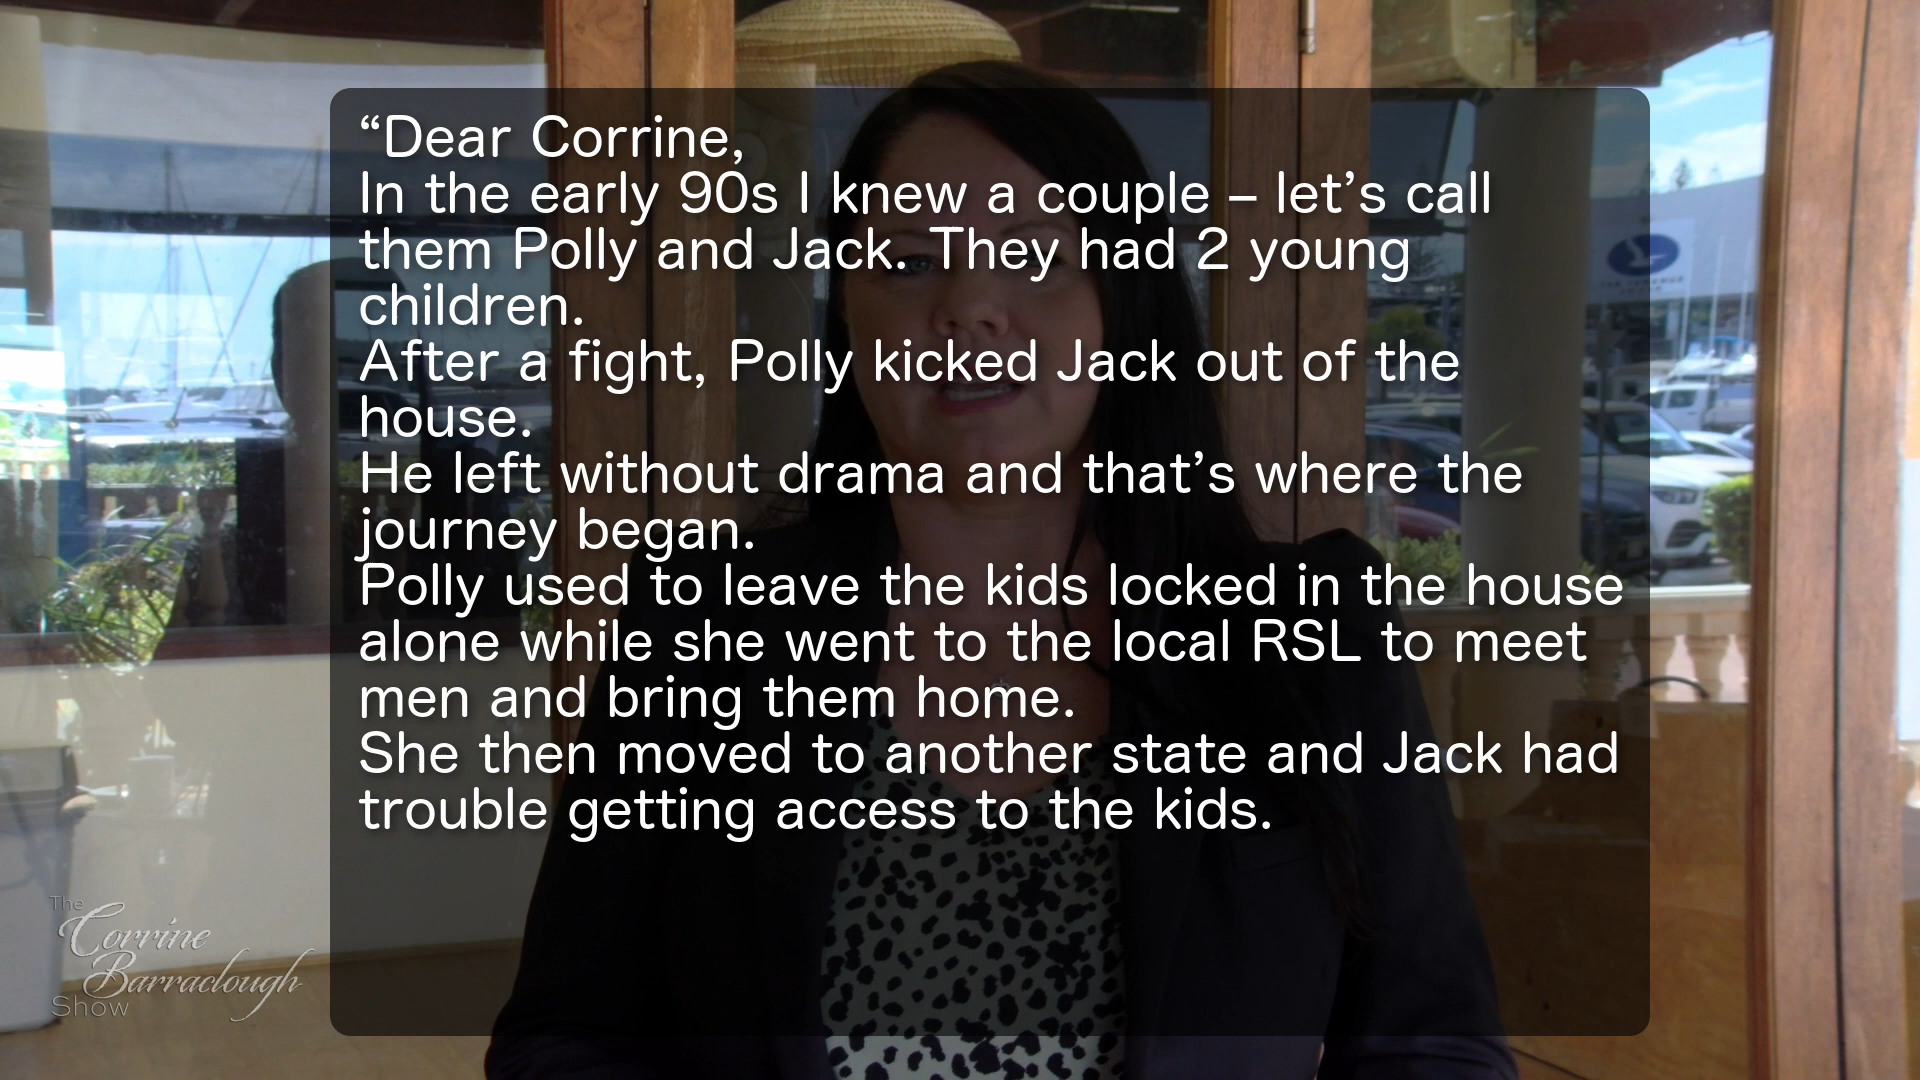 “Dear Corrine,
In the early 90s I knew a couple – let’s call
them Polly and Jack. They had 2 young
children.
After a fight, Polly kicked Jack out of the
house.
He left without drama and that’s where the
journey began.
Polly used to leave the kids locked in the house
alone while she went to the local RSL to meet
men and bring them home.
She then moved to another state and Jack had
trouble getting access to the kids.
The
Corrine
Barraclough
Show